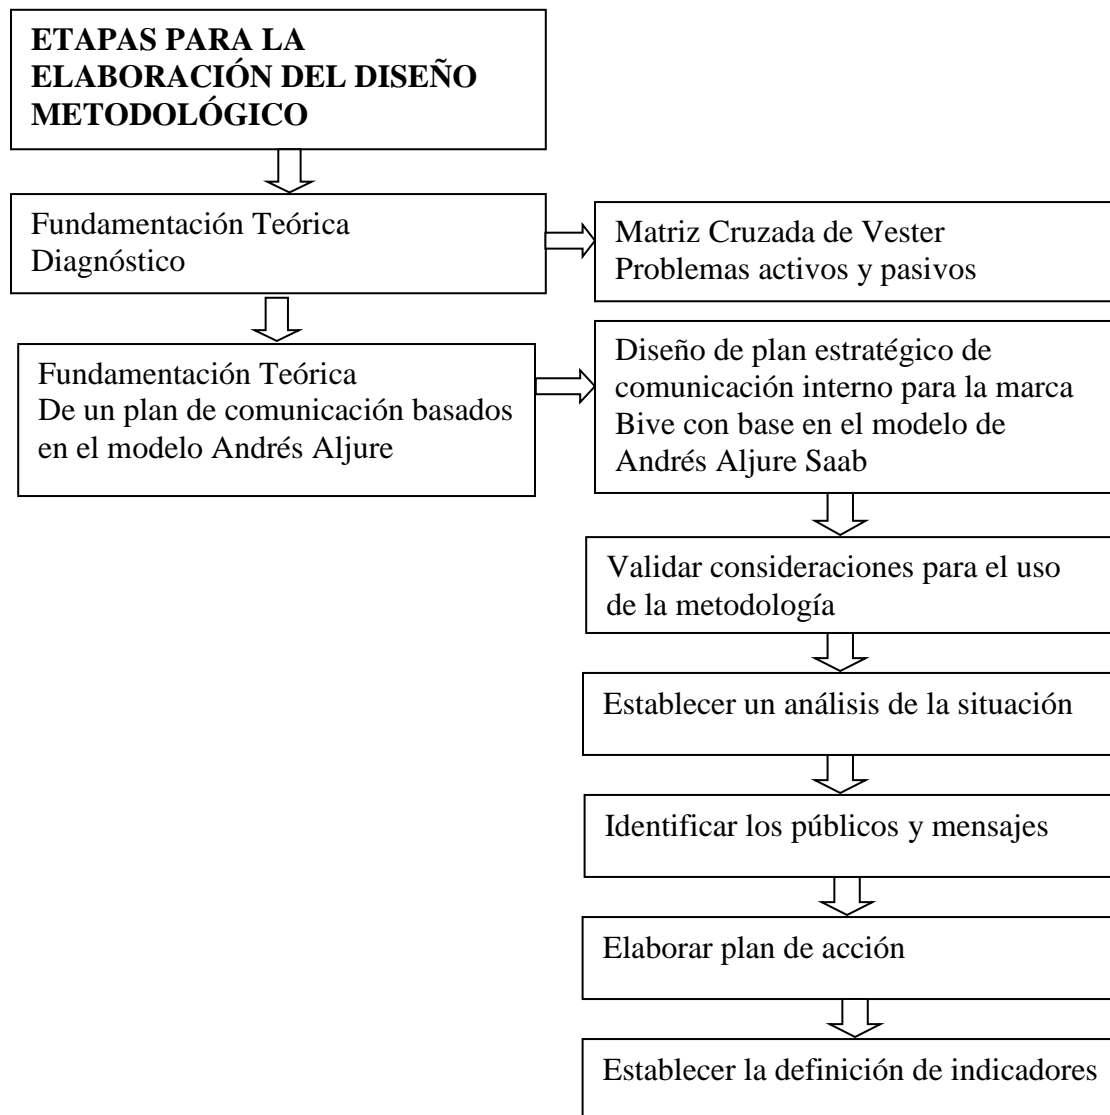 ETAPAS PARA LA
ELABORACIÓN DEL DISEÑO
METODOLÓGICO
Fundamentación Teórica
Diagnóstico
Matriz Cruzada de Vester
Problemas activos y pasivos
Fundamentación Teórica
De un plan de comunicación basados
en el modelo Andrés Aljure
Diseño de plan estratégico de
comunicación interno para la marca
Bive con base en el modelo de
Andrés Aljure Saab
Validar consideraciones para el uso
de la metodología
Establecer un análisis de la situación
Identificar los públicos y mensajes
Elaborar plan de acción
Establecer la definición de indicadores